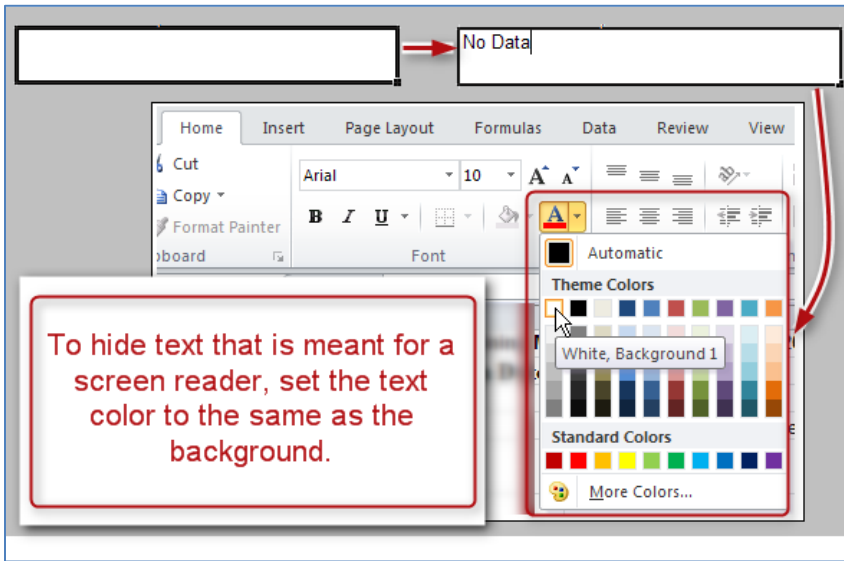 No Data
Home Insert Page Layout Formulas Data Review View
Cut
Arial 10 A A
Copy
B I U A
Format Painter
Font
Automatic
Theme Colors
White, Background 1
Standard Colors
More Colors...
To hide text that is meant for a
screen reader, set the text
color to the same as the
background.